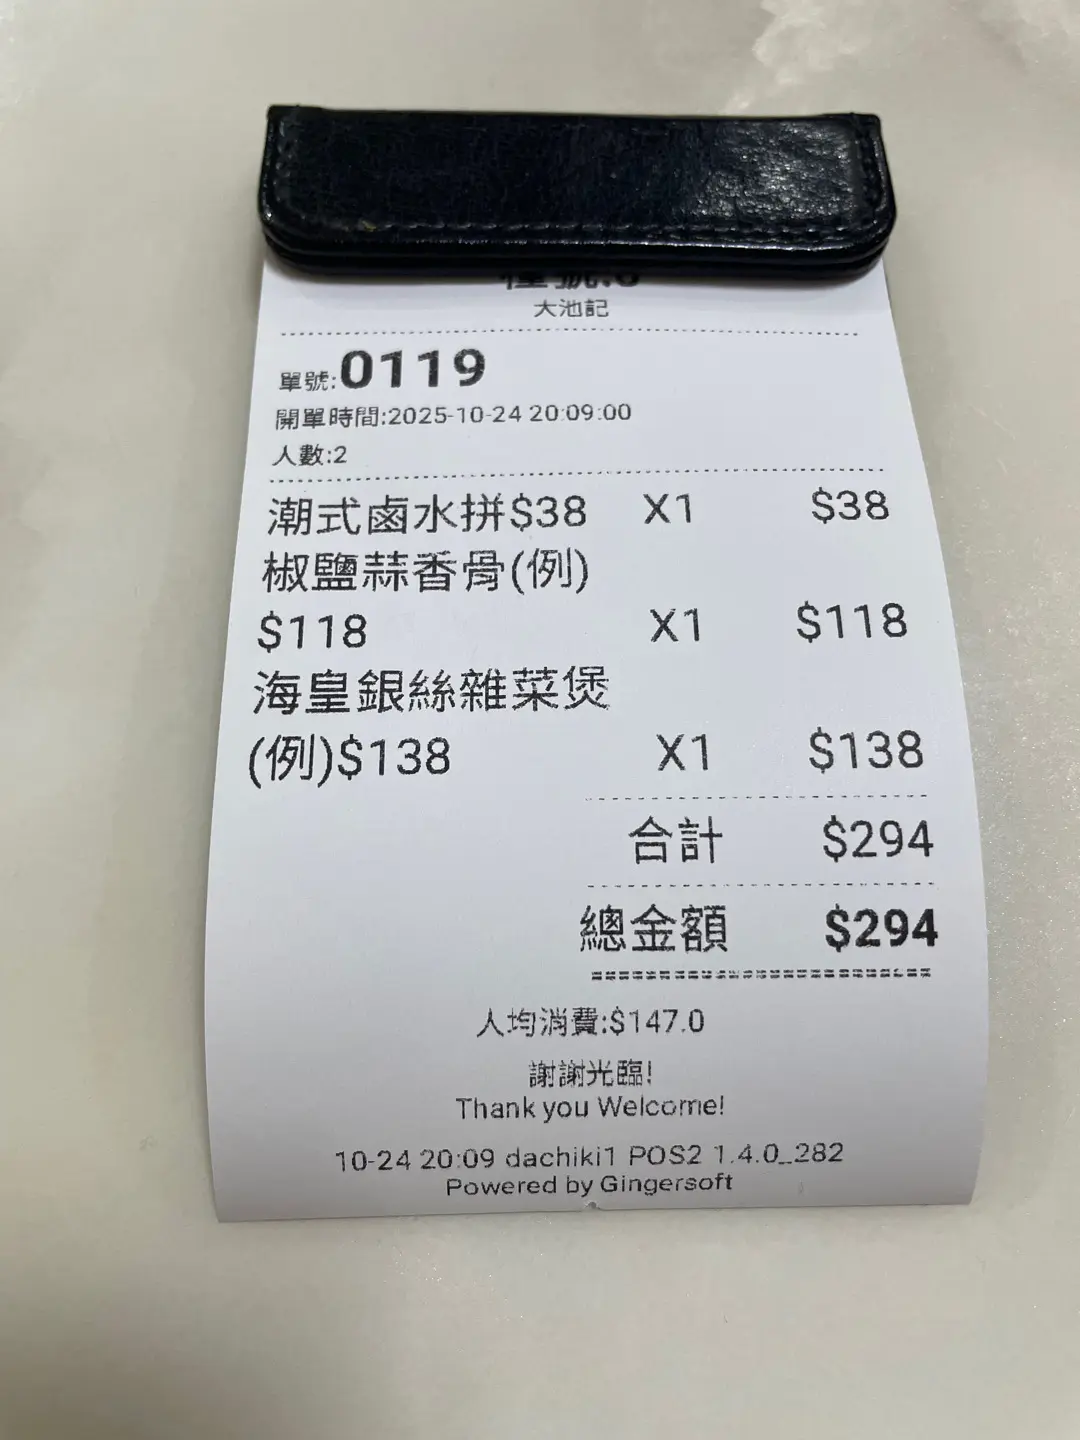 大池記
單號:0119
開單時間:2025-10-24 20:09:00
人數:2
潮式鹵水拼$38 X1 $38
椒鹽蒜香骨(例)
$118 X1 $118
海皇銀絲雜菜煲
(例)$138 X1 $138
合計 $294
總金額 $294
人均消費:$147.0
謝謝光臨!
Thank you Welcome!
10-24 20:09 dachiki1 POS2 1.4.0_282
Powered by Gingersoft